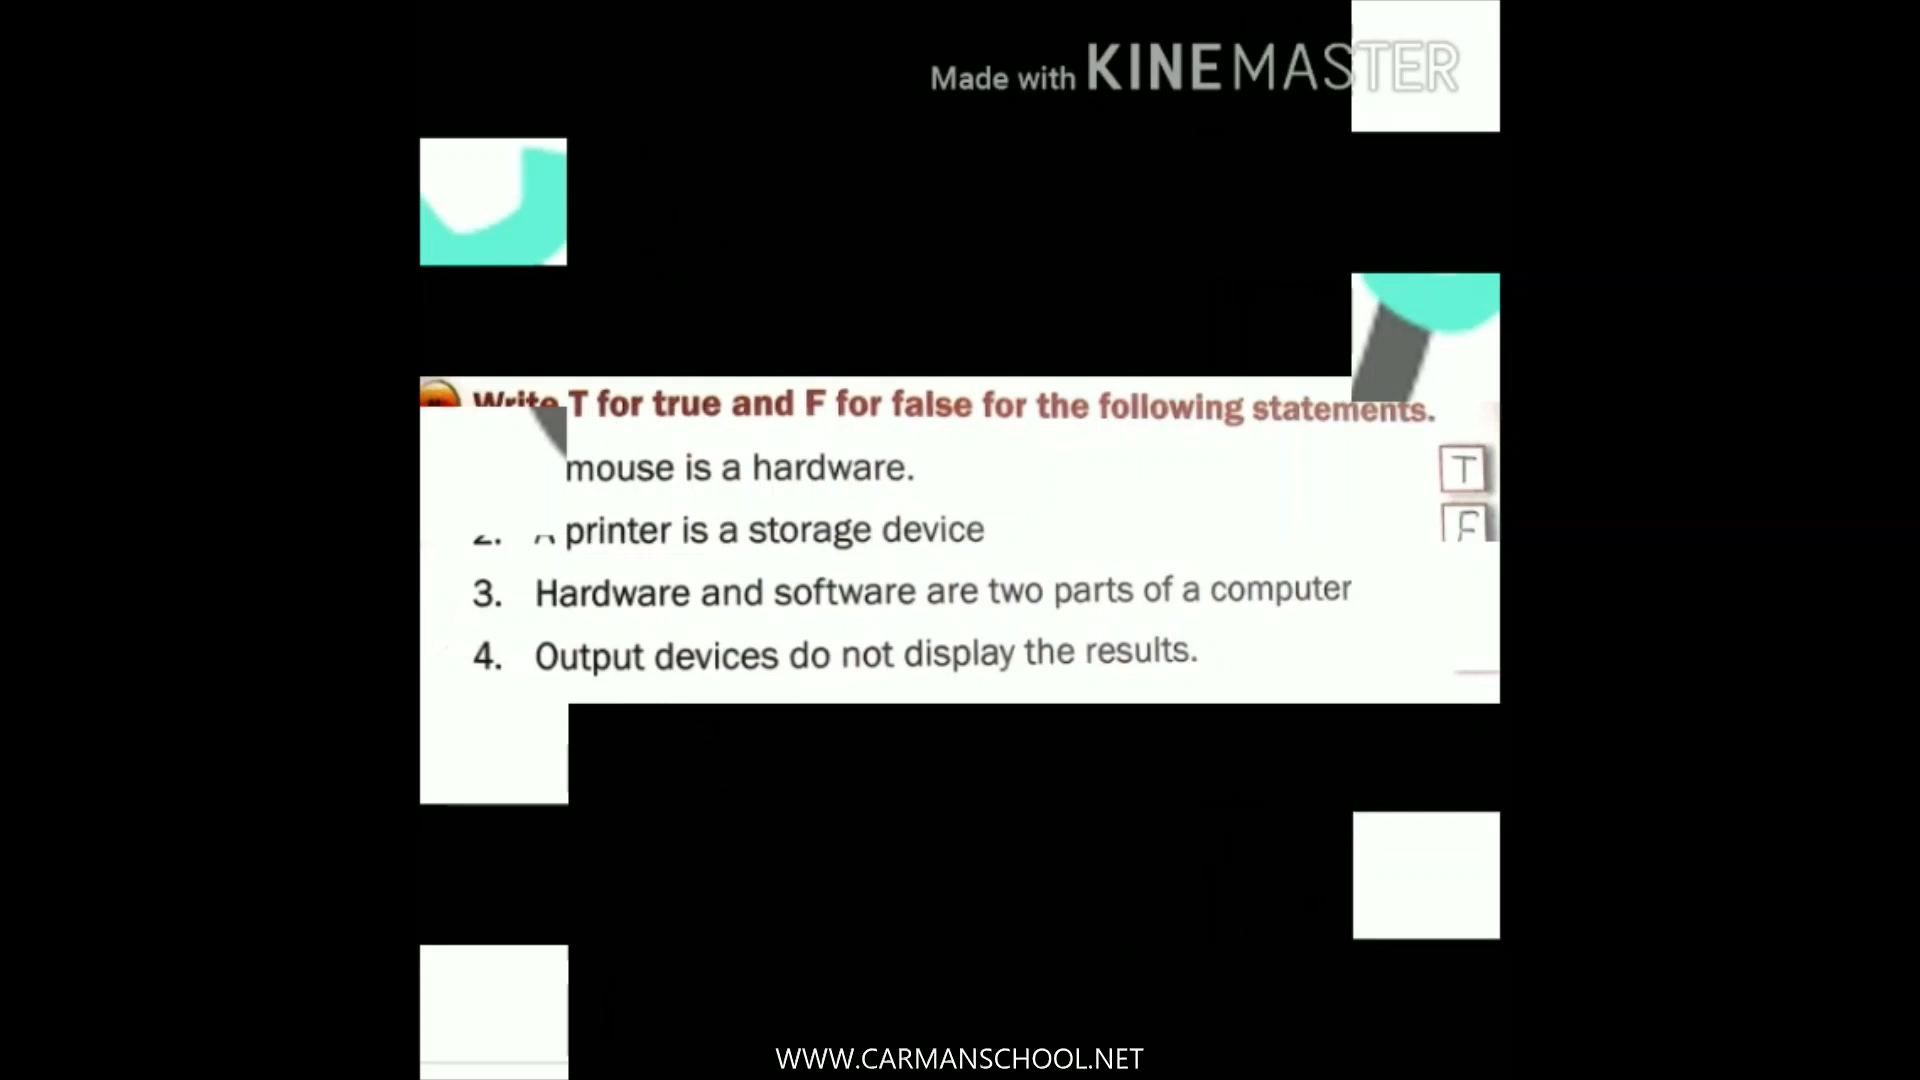 Made with KINEMASTER
Write T for true and F for false for the following statements.
mouse is a hardware. T
2. A printer is a storage device F
3. Hardware and software are two parts of a computer
4. Output devices do not display the results.
WWW.CARMANSCHOOL.NET